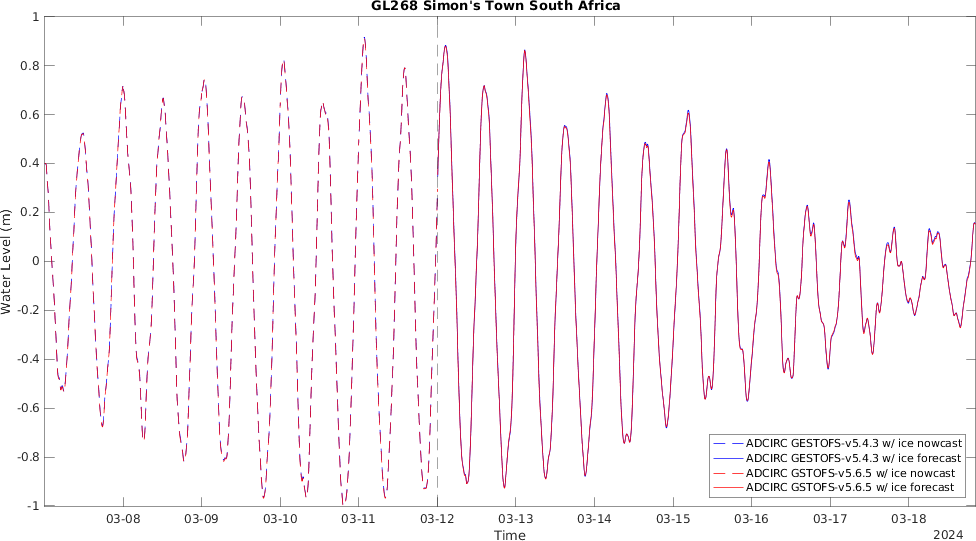 GL268 Simon's Town South Africa
1
0.8
0.6
0.4
0.2
0
-0.2
-0.4
-0.6
-0.8
-1
Water Level (m)
ADCIRC GESTOFS-v5.4.3 w/ ice nowcast
ADCIRC GESTOFS-v5.4.3 w/ ice forecast
ADCIRC GSTOFS-v5.6.5 w/ ice nowcast
ADCIRC GSTOFS-v5.6.5 w/ ice forecast
03-08 03-09 03-10 03-11 03-12 03-13 03-14 03-15 03-16 03-17 03-18
Time
2024